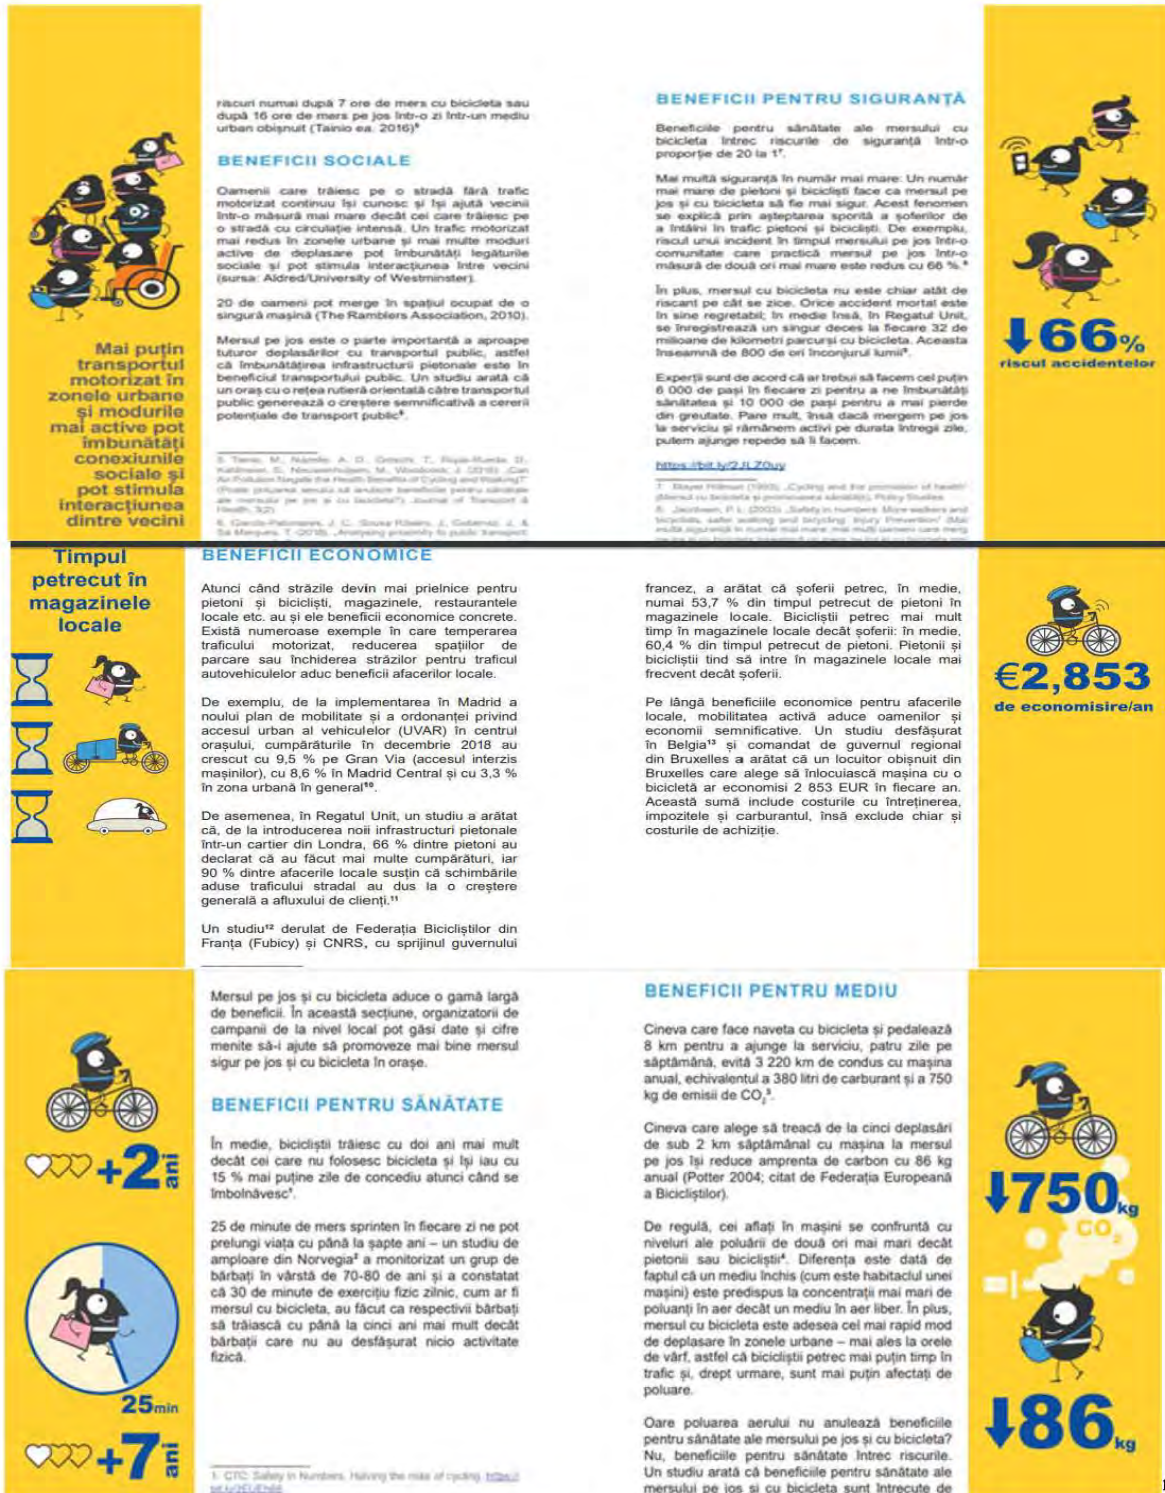 riscuri numai după 7 ore de mers cu bicicleta sau
după 16 ore de mers pe jos într-o zi într-un mediu
urban obișnuit (Tainio ea. 2016)⁵
BENEFICII SOCIALE
Oamenii care trăiesc pe o stradă fără trafic
motorizat continuu își cunosc și își ajută vecinii
într-o măsură mai mare decât cei care trăiesc pe
o stradă cu circulație intensă. Un trafic motorizat
mai redus în zonele urbane și mai multe moduri
active de deplasare pot îmbunătăți legăturile
sociale și pot stimula interacțiunea între vecini
(sursa: Aldred/University of Westminster).
20 de oameni pot merge în spațiul ocupat de o
singură mașină (The Ramblers Association, 2010).
Mersul pe jos este o parte importantă a aproape
tuturor deplasărilor cu transportul public, astfel
că îmbunătățirea infrastructurii pietonale este în
beneficiul transportului public. Un studiu arată că
un oraș cu o rețea rutieră orientată către transportul
public generează o creștere semnificativă a cererii
potențiale de transport public⁶.
Mai puțin
transportul
motorizat în
zonele urbane
și modurile
mai active pot
îmbunătăți
conexiunile
sociale și
pot stimula
interacțiunea
dintre vecini
BENEFICII PENTRU SIGURANȚĂ
Beneficiile pentru sănătate ale mersului cu
bicicleta întrec riscurile de siguranță într-o
proporție de 20 la 1⁷.
Mai multă siguranță în număr mai mare: Un număr
mai mare de pietoni și bicicliști face ca mersul pe
jos și cu bicicleta să fie mai sigur. Acest fenomen
se explică prin așteptarea sporită a șoferilor de
a întâlni în trafic pietoni și bicicliști. De exemplu,
riscul unui incident în timpul mersului pe jos într-o
comunitate care practică mersul pe jos într-o
măsură de două ori mai mare este redus cu 66 %.⁸
În plus, mersul cu bicicleta nu este chiar atât de
riscant pe cât se zice. Orice accident mortal este
în sine regretabil; în medie însă, în Regatul Unit,
se înregistrează un singur deces la fiecare 32 de
milioane de kilometri parcurși cu bicicleta. Aceasta
înseamnă de 800 de ori înconjurul lumii⁹.
Experții sunt de acord că ar trebui să facem cel puțin
6 000 de pași în fiecare zi pentru a ne îmbunătăți
sănătatea și 10 000 de pași pentru a mai pierde
din greutate. Pare mult, însă dacă mergem pe jos
la serviciu și rămânem activi pe durata întregii zile,
putem ajunge repede să îi facem.
https://bit.ly/2JLZ0uy
66%
riscul accidentelor
Timpul
petrecut în
magazinele
locale
BENEFICII ECONOMICE
Atunci când străzile devin mai prielnice pentru
pietoni și bicicliști, magazinele, restaurantele
locale etc. au și ele beneficii economice concrete.
Există numeroase exemple în care temperarea
traficului motorizat, reducerea spațiilor de
parcare sau închiderea străzilor pentru traficul
autovehiculelor aduc beneficii afacerilor locale.
De exemplu, de la implementarea în Madrid a
noului plan de mobilitate și a ordonanței privind
accesul urban al vehiculelor (UVAR) în centrul
orașului, cumpărăturile în decembrie 2018 au
crescut cu 9,5 % pe Gran Via (accesul interzis
mașinilor), cu 8,6 % în Madrid Central și cu 3,3 %
în zona urbană în general¹⁰.
De asemenea, în Regatul Unit, un studiu a arătat
că, de la introducerea noii infrastructuri pietonale
într-un cartier din Londra, 66 % dintre pietoni au
declarat că au făcut mai multe cumpărături, iar
90 % dintre afacerile locale susțin că schimbările
aduse traficului stradal au dus la o creștere
generală a afluxului de clienți.¹¹
Un studiu¹² derulat de Federația Bicicliștilor din
Franța (Fubicy) și CNRS, cu sprijinul guvernului
francez, a arătat că șoferii petrec, în medie,
numai 53,7 % din timpul petrecut de pietoni în
magazinele locale. Bicicliștii petrec mai mult
timp în magazinele locale decât șoferii: în medie,
60,4 % din timpul petrecut de pietoni. Pietonii și
bicicliștii tind să intre în magazinele locale mai
frecvent decât șoferii.
Pe lângă beneficiile economice pentru afacerile
locale, mobilitatea activă aduce oamenilor și
economii semnificative. Un studiu desfășurat
în Belgia¹³ și comandat de guvernul regional
din Bruxelles a arătat că un locuitor obișnuit din
Bruxelles care alege să înlocuiască mașina cu o
bicicletă ar economisi 2 853 EUR în fiecare an.
Această sumă include costurile cu întreținerea,
impozitele și carburantul, însă exclude chiar și
costurile de achiziție.
€2,853
de economisire/an
Mersul pe jos și cu bicicleta aduce o gamă largă
de beneficii. În această secțiune, organizatorii de
campanii de la nivel local pot găsi date și cifre
menite să-i ajute să promoveze mai bine mersul
sigur pe jos și cu bicicleta în orașe.
BENEFICII PENTRU SĂNĂTATE
În medie, bicicliștii trăiesc cu doi ani mai mult
decât cei care nu folosesc bicicleta și își iau cu
15 % mai puține zile de concediu atunci când se
îmbolnăvesc¹.
25 de minute de mers sprinten în fiecare zi ne pot
prelungi viața cu până la șapte ani – un studiu de
amploare din Norvegia² a monitorizat un grup de
bărbați în vârstă de 70-80 de ani și a constatat
că 30 de minute de exercițiu fizic zilnic, cum ar fi
mersul cu bicicleta, au făcut ca respectivii bărbați
să trăiască cu până la cinci ani mai mult decât
bărbații care nu au desfășurat nicio activitate
fizică.
1. CTC: Safety in Numbers. Halving the risks of cycling.
+2 ani
25min
+7 ani
BENEFICII PENTRU MEDIU
Cineva care face naveta cu bicicleta și pedalează
8 km pentru a ajunge la serviciu, patru zile pe
săptămână, evită 3 220 km de condus cu mașina
anual, echivalentul a 380 litri de carburant și a 750
kg de emisii de CO₂³.
Cineva care alege să treacă de la cinci deplasări
de sub 2 km săptămânal cu mașina la mersul
pe jos își reduce amprenta de carbon cu 86 kg
anual (Potter 2004; citat de Federația Europeană
a Bicicliștilor).
De regulă, cei aflați în mașini se confruntă cu
niveluri ale poluării de două ori mai mari decât
pietonii sau bicicliștii⁴. Diferența este dată de
faptul că un mediu închis (cum este habitaclul unei
mașini) este predispus la concentrații mai mari de
poluanți în aer decât un mediu în aer liber. În plus,
mersul cu bicicleta este adesea cel mai rapid mod
de deplasare în zonele urbane – mai ales la orele
de vârf, astfel că bicicliștii petrec mai puțin timp în
trafic și, drept urmare, sunt mai puțin afectați de
poluare.
Oare poluarea aerului nu anulează beneficiile
pentru sănătate ale mersului pe jos și cu bicicleta?
Nu, beneficiile pentru sănătate întrec riscurile.
Un studiu arată că beneficiile pentru sănătate ale
mersului pe jos și cu bicicleta sunt întrecute de
750kg
CO₂
86kg
1